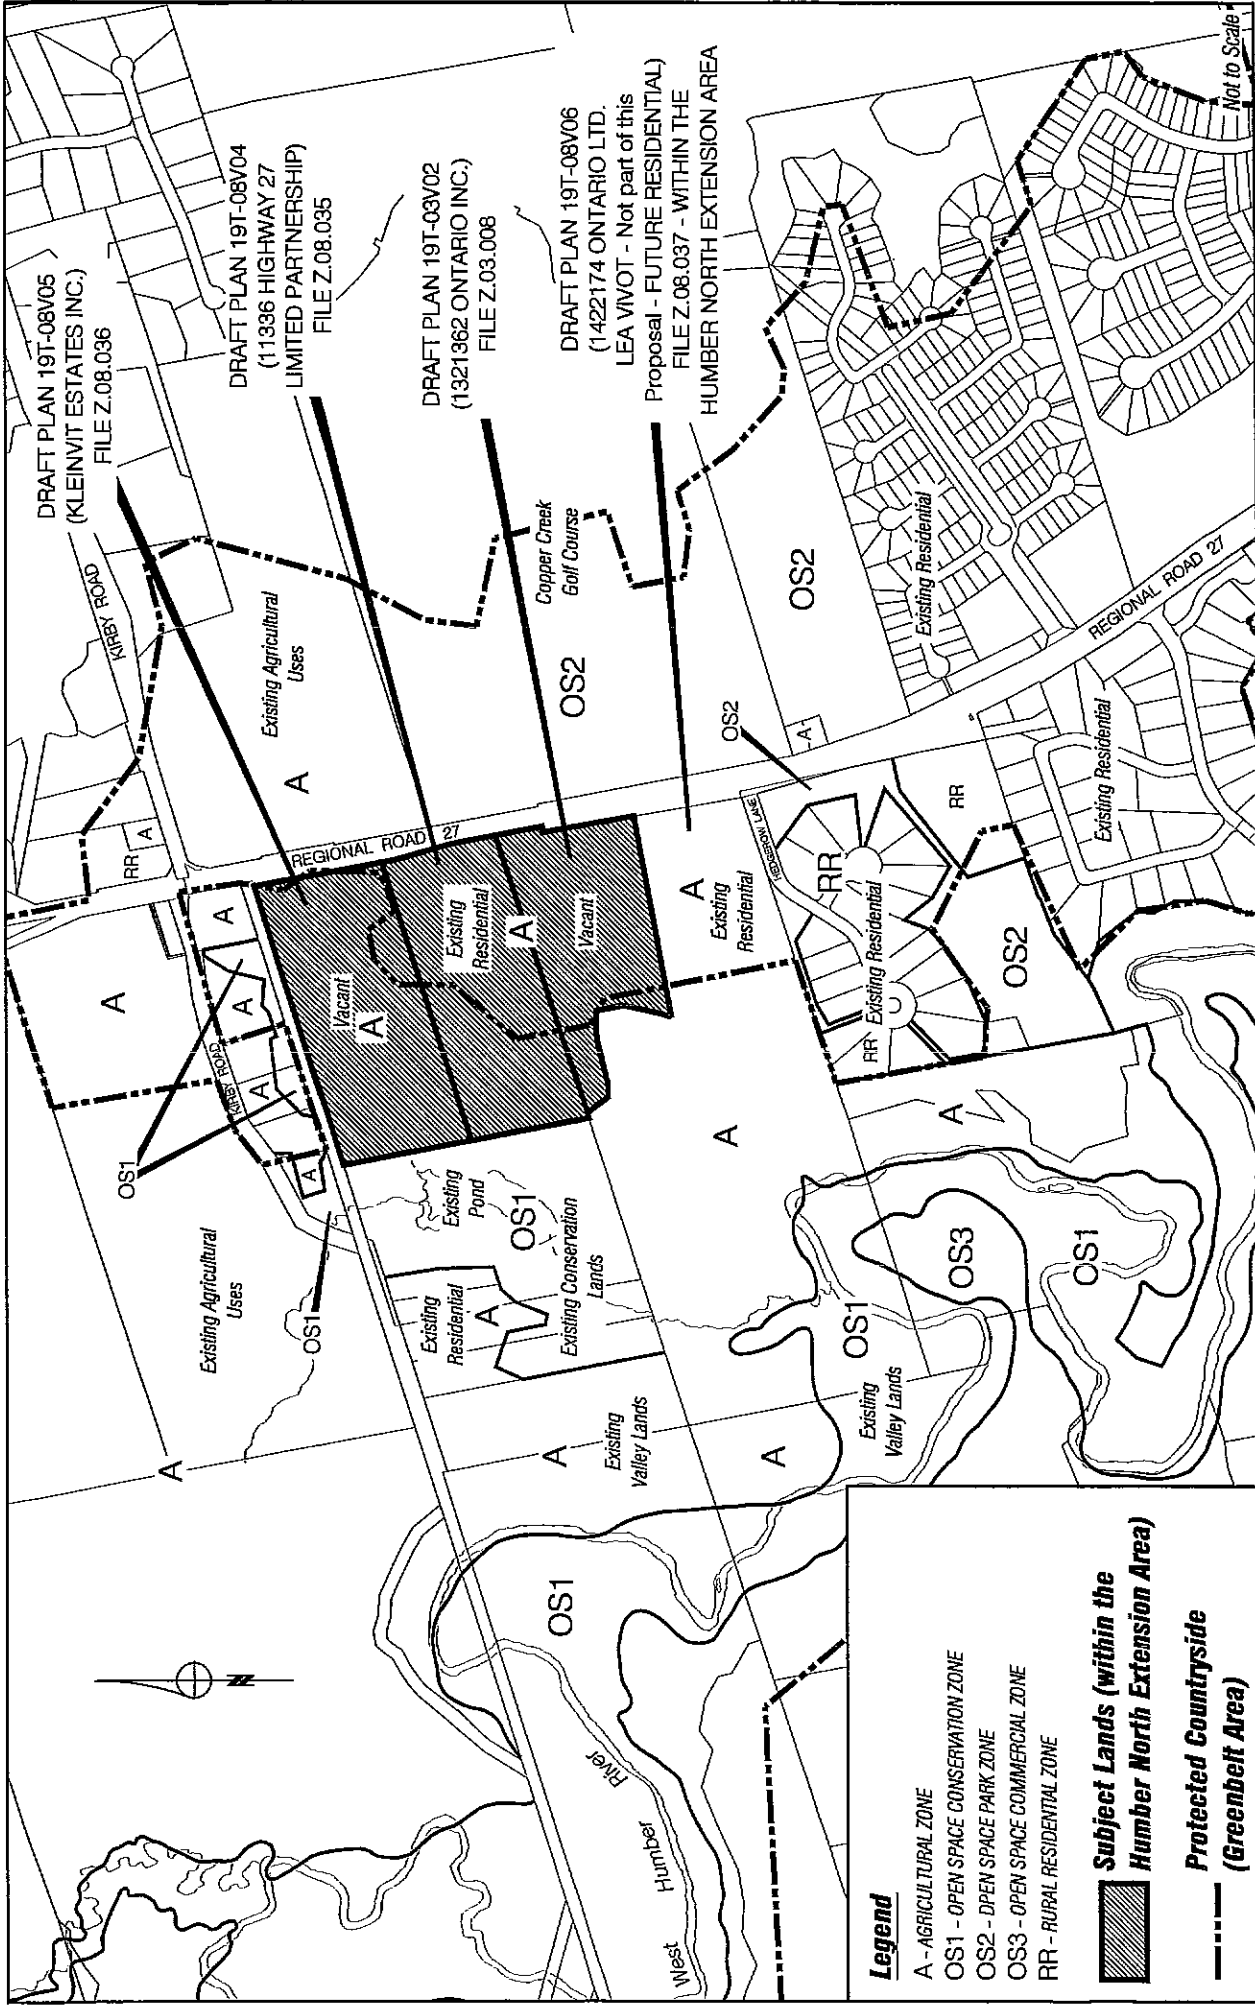 DRAFT PLAN 19T-08V05
(KLEINVIT ESTATES INC.)
FILE Z.08.036
DRAFT PLAN 19T-08V04
(11336 HIGHWAY 27
LIMITED PARTNERSHIP)
FILE Z.08.035
DRAFT PLAN 19T-03V02
(1321362 ONTARIO INC.)
FILE Z.03.008
DRAFT PLAN 19T-08V06
(1422174 ONTARIO LTD.
LEA VIVOT - Not part of this
Proposal - FUTURE RESIDENTIAL)
FILE Z.08.037 - WITHIN THE
HUMBER NORTH EXTENSION AREA
Not to Scale
KIRBY ROAD
Existing Agricultural
Uses
A
Copper Creek
Golf Course
OS2
OS2
Existing Residential
REGIONAL ROAD 27
RR
A
REGIONAL ROAD 27
OS2
-A-
HEDGEROW LANE
RR
Existing Residential
A
A
A
A
A
KIRBY ROAD
OS1
Vacant
A
Existing
Residential
A
Vacant
A
Existing
Residential
RR
Existing Residential
RR
OS2
Existing Agricultural
Uses
OS1
Existing
Pond
OS1
Existing
Residential
A
Existing Conservation
Lands
A
A
OS3
OS1
OS1
A
A
Existing
Valley Lands
A
Existing
Valley Lands
OS1
N
West Humber River
Legend
A - AGRICULTURAL ZONE
OS1 - OPEN SPACE CONSERVATION ZONE
OS2 - OPEN SPACE PARK ZONE
OS3 - OPEN SPACE COMMERCIAL ZONE
RR - RURAL RESIDENTIAL ZONE
Subject Lands (within the
Humber North Extension Area)
Protected Countryside
(Greenbelt Area)